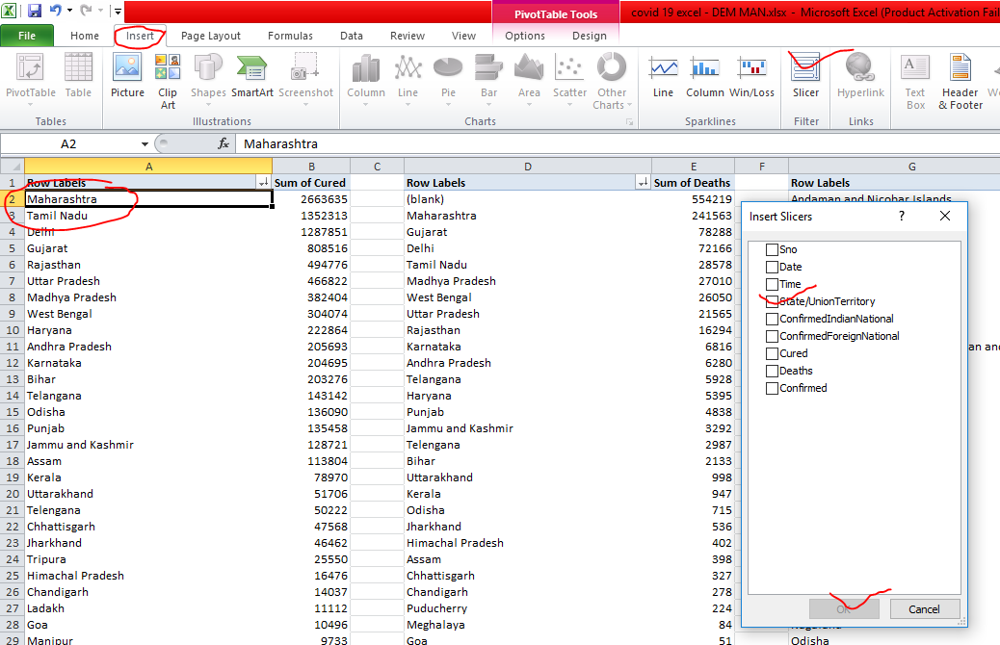 PivotTable Tools
covid 19 excel - DEM MAN.xlsx - Microsoft Excel (Product Activation Fail
File Home Insert Page Layout Formulas Data Review View Options Design
PivotTable Table Picture Clip Art Shapes SmartArt Screenshot Column Line Pie Bar Area Scatter Other Charts Line Column Win/Loss Slicer Hyperlink Text Box Header & Footer
Tables Illustrations Charts Sparklines Filter Links
A2 fx Maharashtra
A B C D E F G
1 Row Labels Sum of Cured Row Labels Sum of Deaths Row Labels
2 Maharashtra 2663635 (blank) 554219 Andaman and Nicobar Islands
3 Tamil Nadu 1352313 Maharashtra 241563
4 Delhi 1287851 Gujarat 78288
5 Gujarat 808516 Delhi 72166
6 Rajasthan 494776 Tamil Nadu 28578
7 Uttar Pradesh 466822 Madhya Pradesh 27010
8 Madhya Pradesh 382404 West Bengal 26050
9 West Bengal 304074 Uttar Pradesh 21565
10 Haryana 222864 Rajasthan 16294
11 Andhra Pradesh 205693 Karnataka 6816
12 Karnataka 204695 Andhra Pradesh 6280
13 Bihar 203276 Telangana 5928
14 Telangana 143142 Haryana 5395
15 Odisha 136090 Punjab 4838
16 Punjab 135458 Jammu and Kashmir 3292
17 Jammu and Kashmir 128721 Telengana 2987
18 Assam 113804 Bihar 2133
19 Kerala 78970 Uttarakhand 998
20 Uttarakhand 51706 Kerala 947
21 Telengana 50222 Odisha 715
22 Chhattisgarh 47568 Jharkhand 536
23 Jharkhand 46462 Himachal Pradesh 402
24 Tripura 25550 Assam 398
25 Himachal Pradesh 16476 Chhattisgarh 327
26 Chandigarh 14037 Chandigarh 278
27 Ladakh 11112 Puducherry 224
28 Goa 10496 Meghalaya 84
29 Manipur 9733 Goa 51 Odisha
Insert Slicers ?
Sno
Date
Time
State/UnionTerritory
ConfirmedIndianNational
ConfirmedForeignNational
Cured
Deaths
Confirmed
OK Cancel